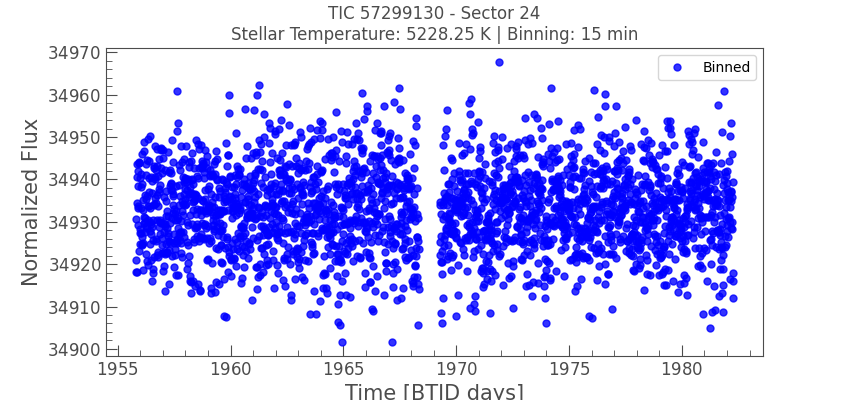 TIC 57299130 - Sector 24
Stellar Temperature: 5228.25 K | Binning: 15 min
Binned
Normalized Flux
34970
34960
34950
34940
34930
34920
34910
34900
1955
1960
1965
1970
1975
1980
Time [BTJD days]